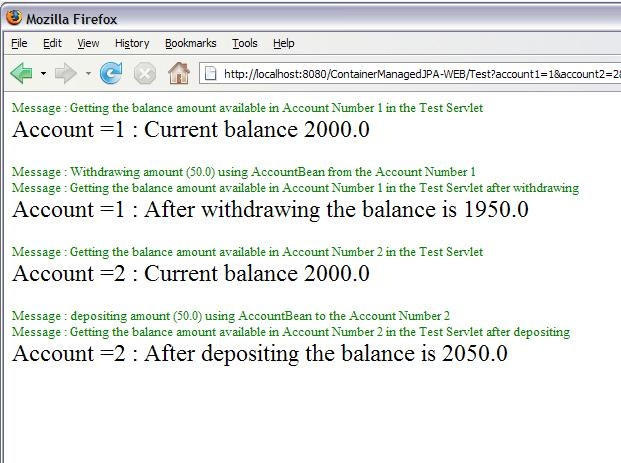 Mozilla Firefox
File Edit View History Bookmarks Tools Help
http://localhost:8080/ContainerManagedJPA-WEB/Test?account1=1&account2=2
Message : Getting the balance amount available in Account Number 1 in the Test Servlet
Account =1 : Current balance 2000.0
Message : Withdrawing amount (50.0) using AccountBean from the Account Number 1
Message : Getting the balance amount available in Account Number 1 in the Test Servlet after withdrawing
Account =1 : After withdrawing the balance is 1950.0
Message : Getting the balance amount available in Account Number 2 in the Test Servlet
Account =2 : Current balance 2000.0
Message : depositing amount (50.0) using AccountBean to the Account Number 2
Message : Getting the balance amount available in Account Number 2 in the Test Servlet after depositing
Account =2 : After depositing the balance is 2050.0